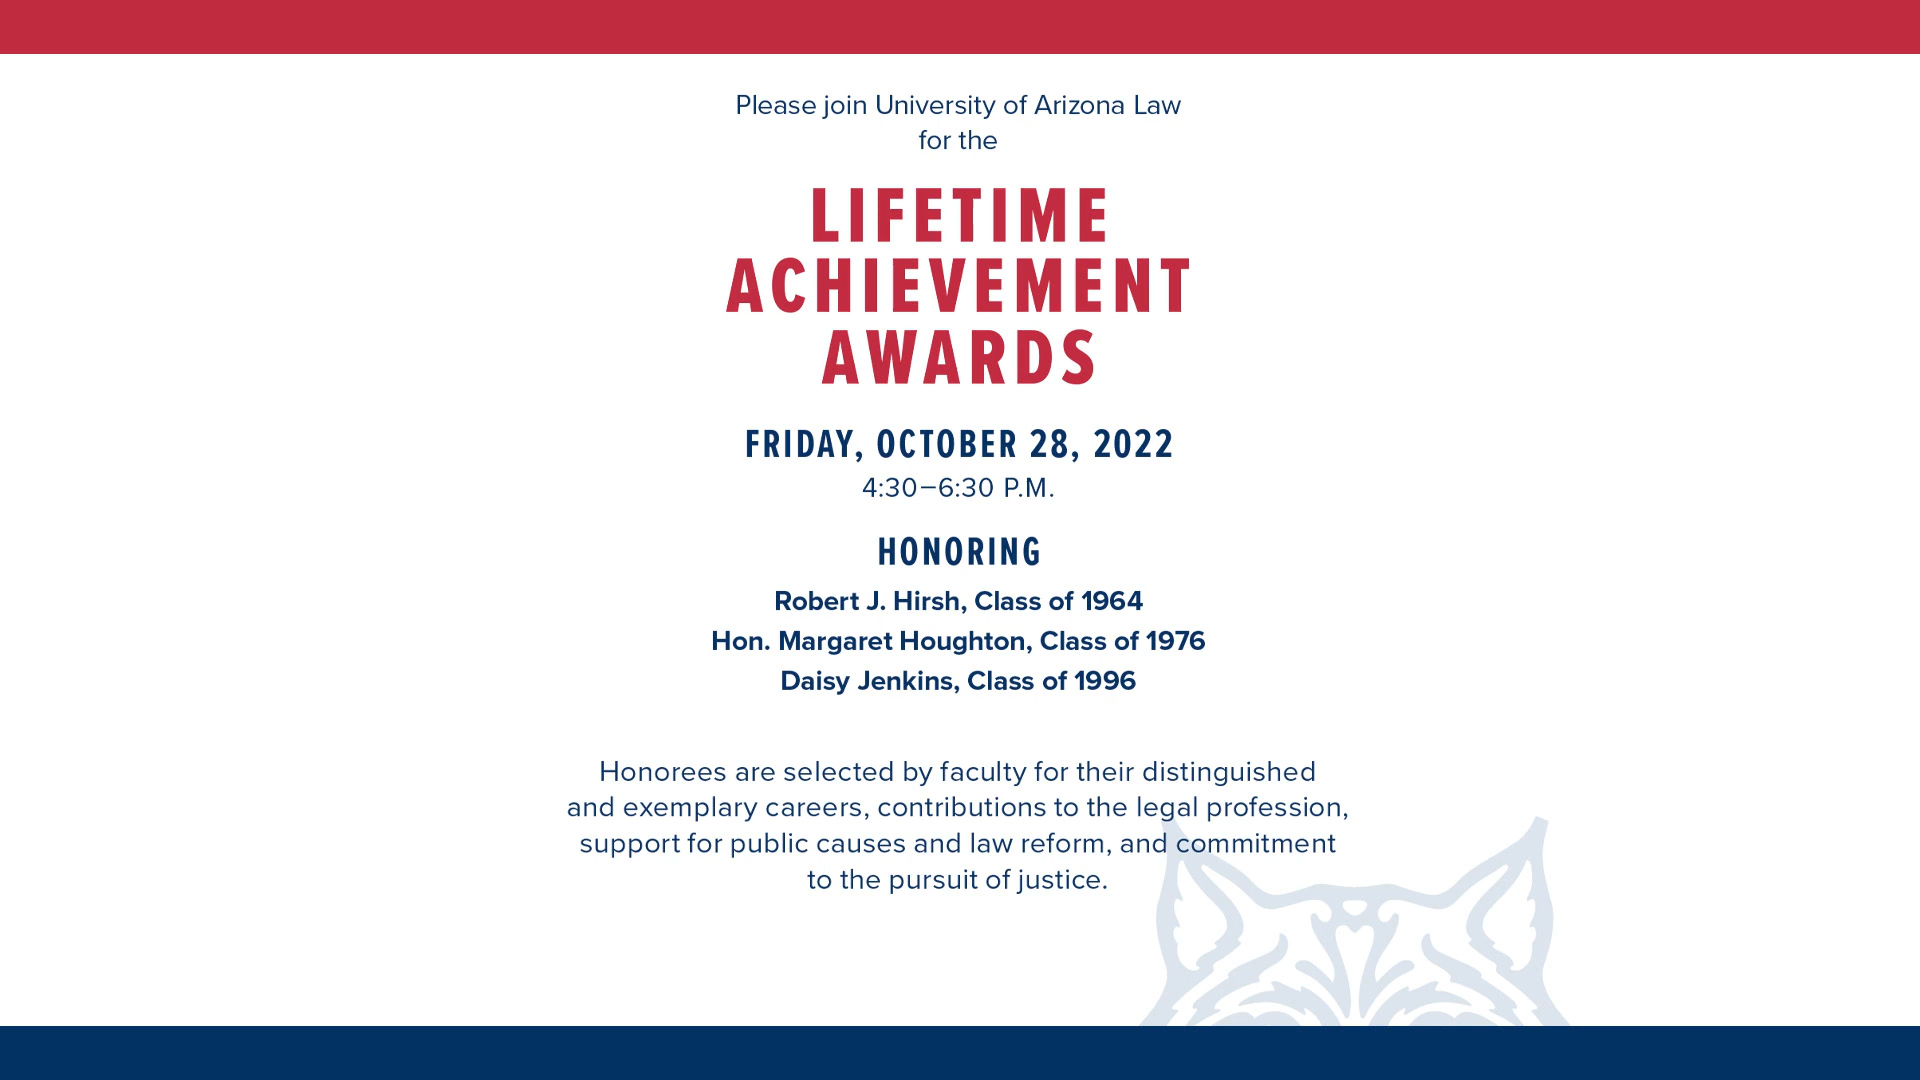 Please join University of Arizona Law
for the
LIFETIME
ACHIEVEMENT
AWARDS
FRIDAY, OCTOBER 28, 2022
4:30–6:30 P.M.
HONORING
Robert J. Hirsh, Class of 1964
Hon. Margaret Houghton, Class of 1976
Daisy Jenkins, Class of 1996
Honorees are selected by faculty for their distinguished
and exemplary careers, contributions to the legal profession,
support for public causes and law reform, and commitment
to the pursuit of justice.